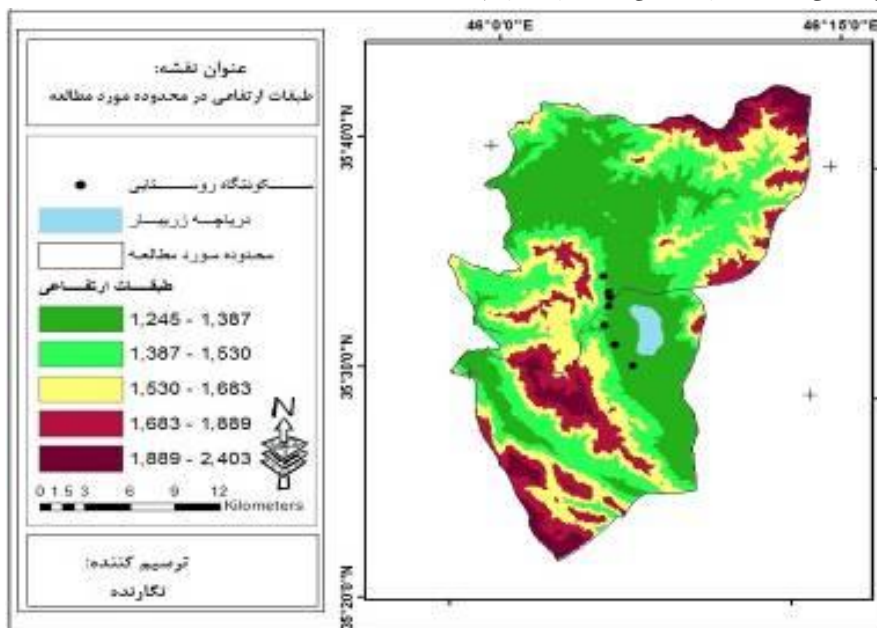 عنوان نقشه:
طبقات ارتفاعی در محدوده مورد مطالعه
سکونتگاه روستایی
دریاچه زریبار
محدوده مورد مطالعه
طبقات ارتفاعی
1,245 - 1,387
1,387 - 1,530
1,530 - 1,683
1,683 - 1,889
1,889 - 2,403
N
0 1.5 3 6 9 12
Kilometers
ترسیم کننده:
نگارنده
46°0'0"E 46°15'0"E
35°40'0"N
35°30'0"N
35°20'0"N